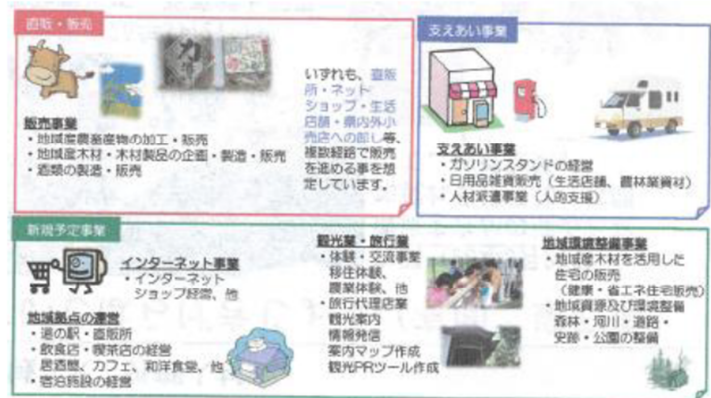 直販・販売
販売事業
・地域産農畜産物の加工・販売
・地域産木材・木材製品の企画・製造・販売
・酒類の製造・販売
いずれも、直販
所・ネット
ショップ・生活
店舗・県内外小
売店への卸し等、
複数経路で販売
を進める事を想
定しています。
支えあい事業
支えあい事業
・ガソリンスタンドの経営
・日用品雑貨販売（生活店舗、農林業資材）
・人材派遣事業（人的支援）
新規予定事業
インターネット事業
・インターネット
ショップ経営、他
地域拠点の運営
・道の駅・直販所
・飲食店・喫茶店の経営
居酒屋、カフェ、和洋食堂、他
・宿泊施設の経営
観光業・旅行業
・体験・交流事業
移住体験、
農業体験、他
・旅行代理店業
観光案内
情報発信
案内マップ作成
観光PRツール作成
地域環境整備事業
・地域産木材を活用した
住宅の販売
（健康・省エネ住宅販売）
・地域資源及び環境整備
森林・河川・道路・
史跡・公園の整備